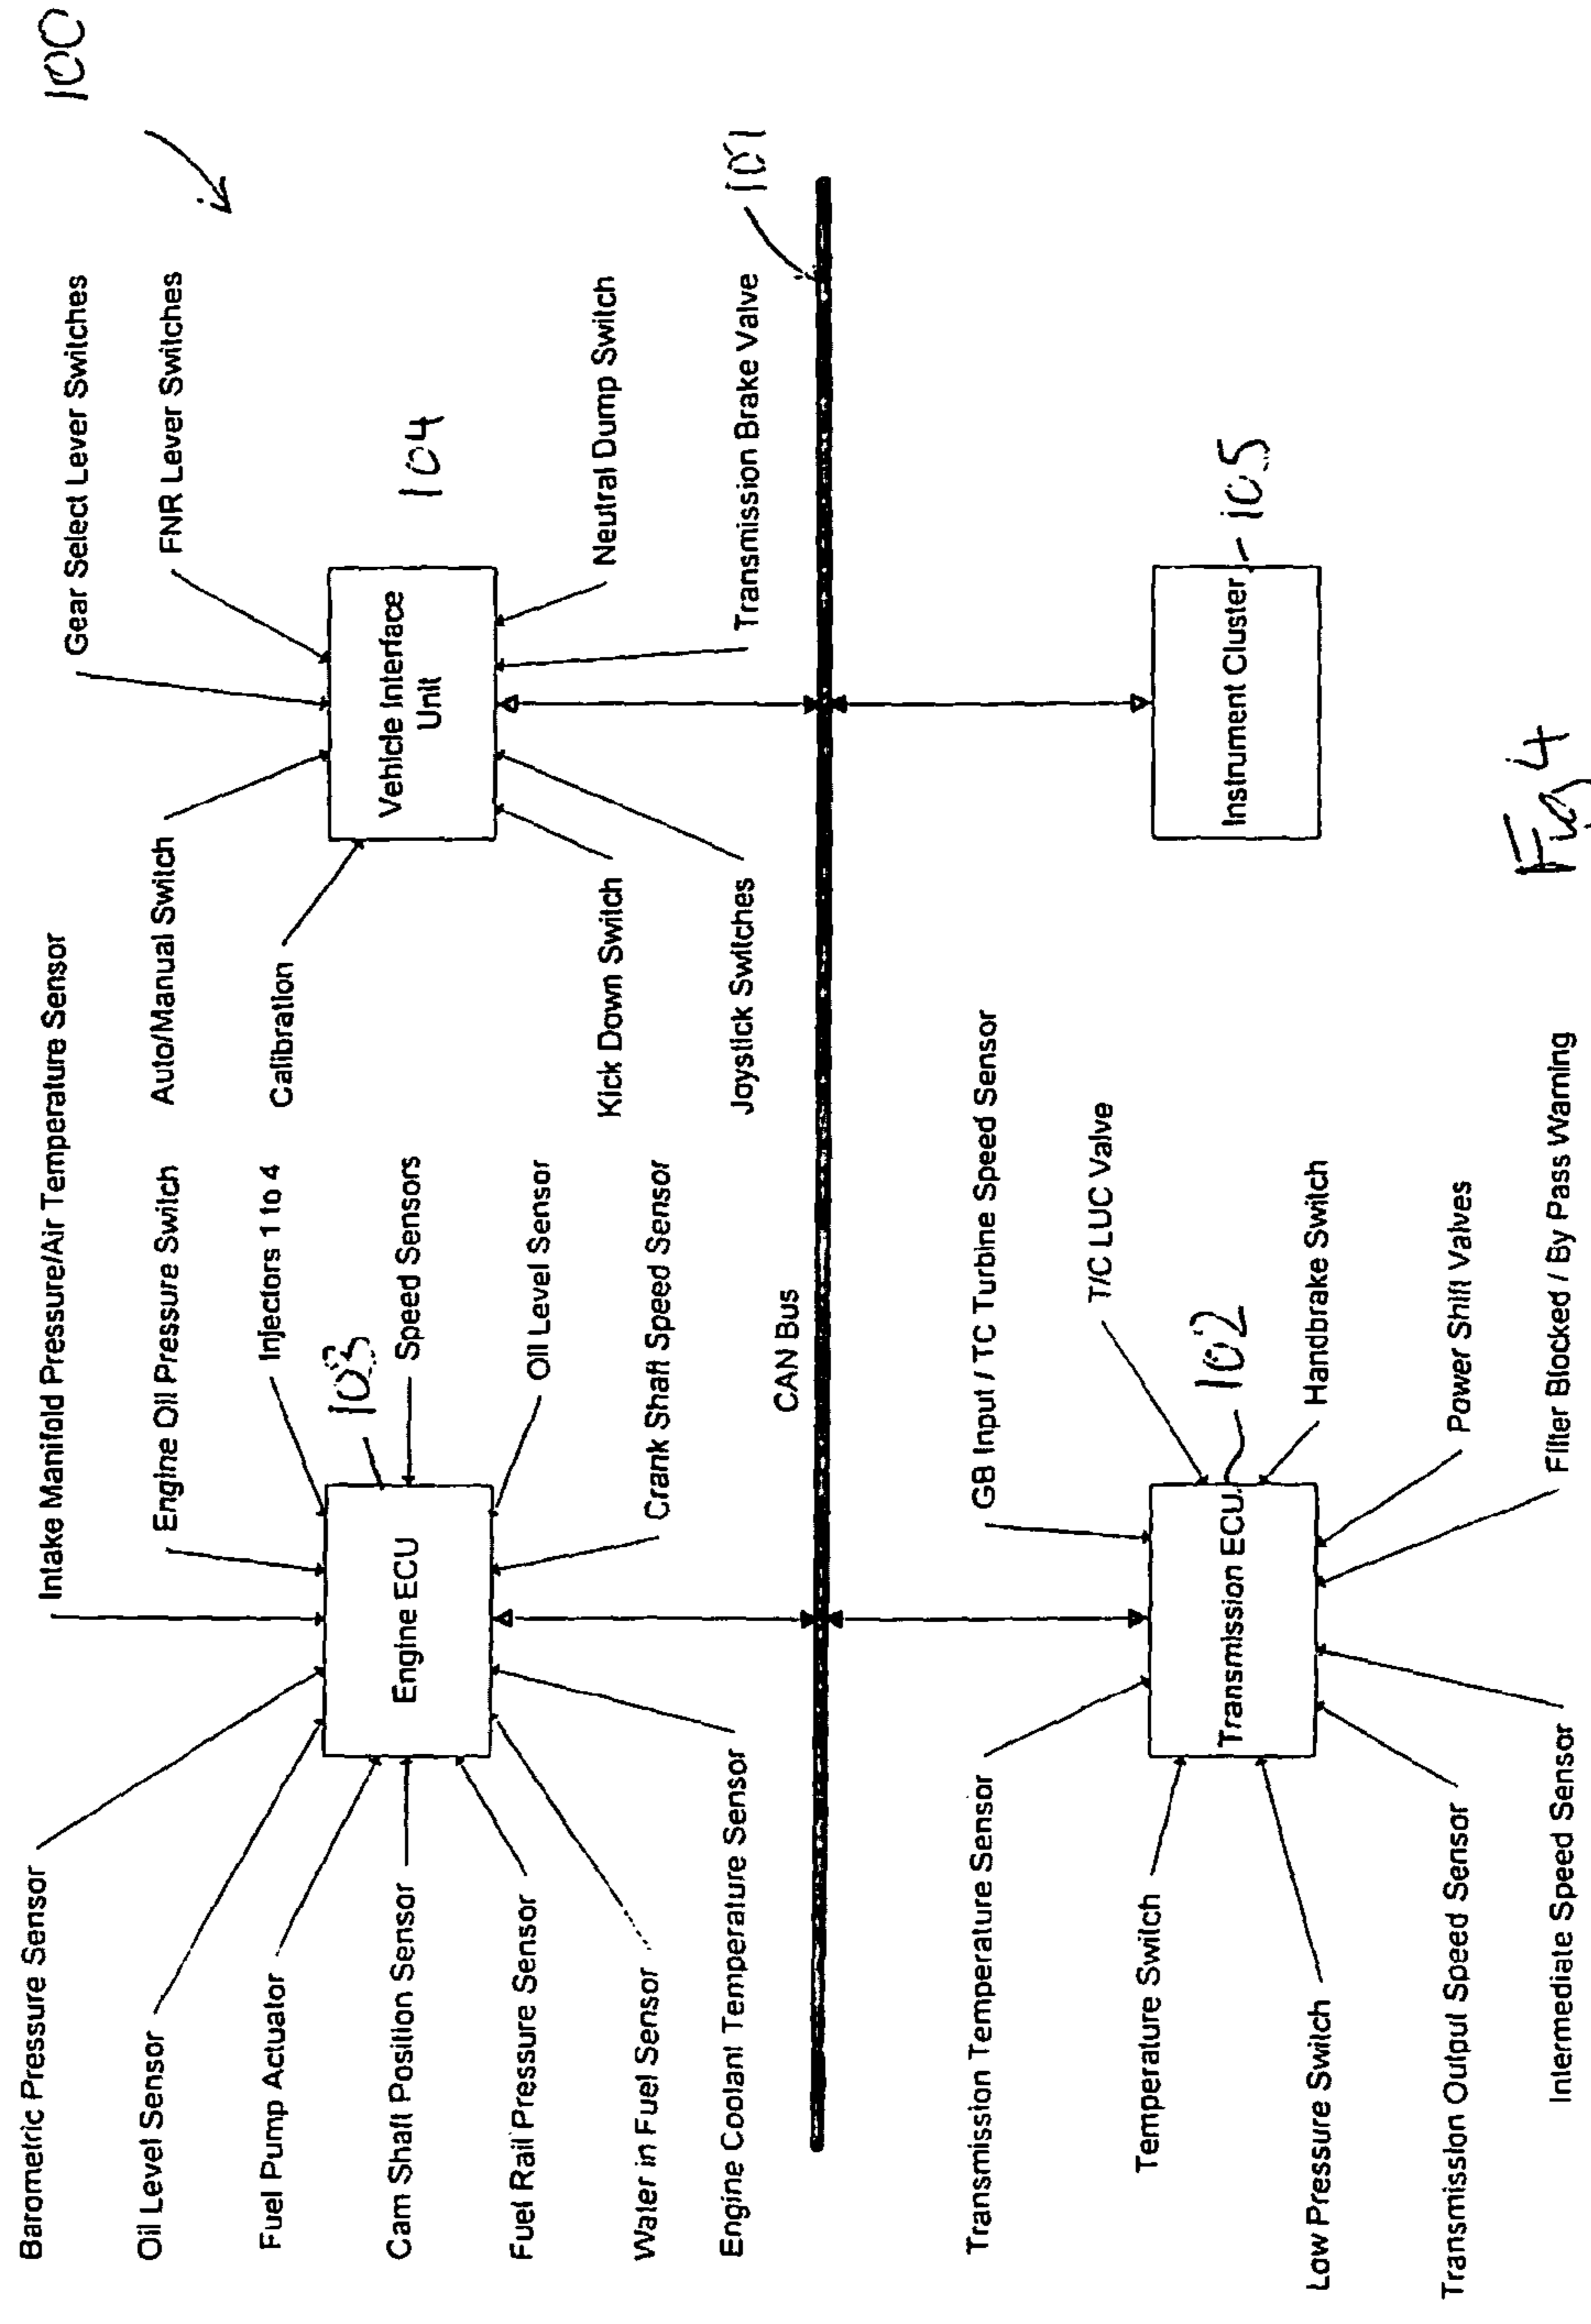 100
Intake Manifold Pressure/Air Temperature Sensor
Barometric Pressure Sensor
Engine Oil Pressure Switch
Oil Level Sensor
Injectors 1 to 4
Fuel Pump Actuator
103
Engine ECU
Speed Sensors
Cam Shaft Position Sensor
Oil Level Sensor
Fuel Rail Pressure Sensor
Crank Shaft Speed Sensor
Water in Fuel Sensor
Engine Coolant Temperature Sensor
Gear Select Lever Switches
Auto/Manual Switch
FNR Lever Switches
Calibration
Vehicle Interface
Unit
104
Kick Down Switch
Neutral Dump Switch
Joystick Switches
Transmission Brake Valve
101
CAN Bus
Transmission Temperature Sensor
GB Input / TC Turbine Speed Sensor
T/C LUC Valve
Temperature Switch
Transmission ECU
102
Handbrake Switch
Low Pressure Switch
Power Shift Valves
Transmission Output Speed Sensor
Filter Blocked / By Pass Warning
Intermediate Speed Sensor
Instrument Cluster
105
Fig 4